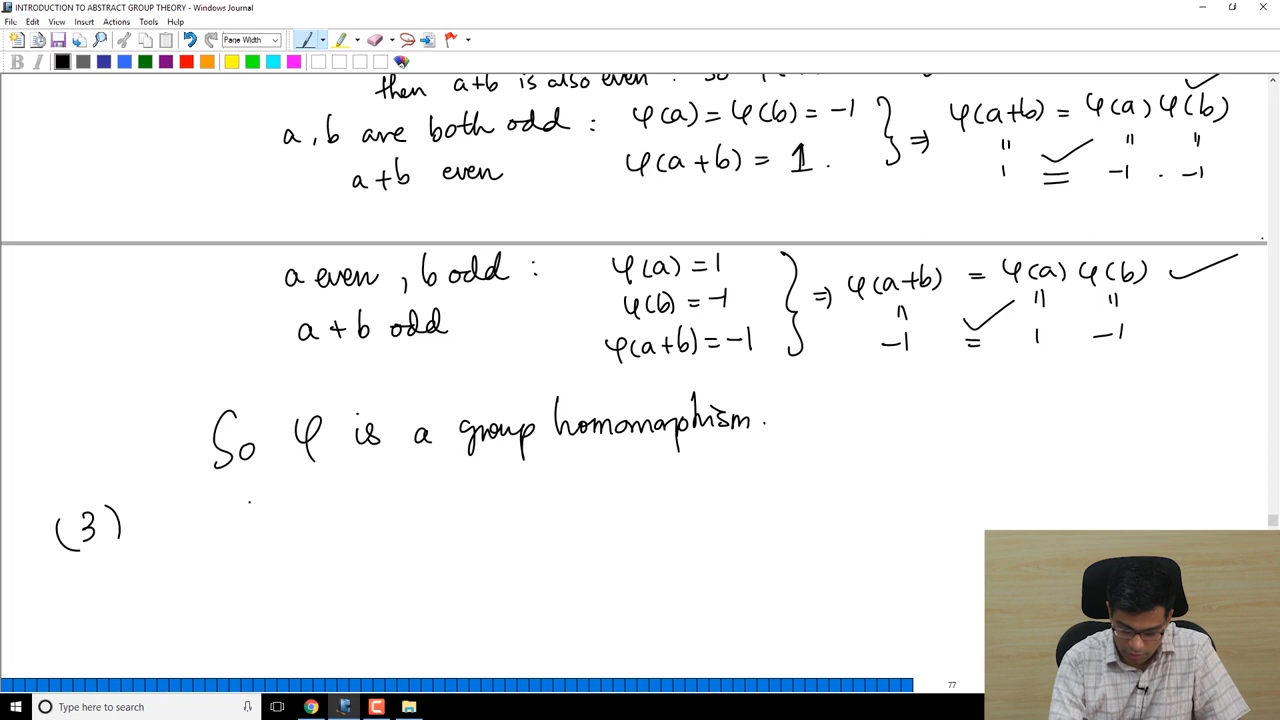 INTRODUCTION TO ABSTRACT GROUP THEORY - Windows Journal
File Edit View Insert Actions Tools Help
Page Width
B I
then a+b is also even. So
a, b are both odd : φ(a) = φ(b) = -1 } ⇒ φ(a+b) = φ(a) φ(b)
a+b even φ(a+b) = 1. 1 = -1 . -1
a even, b odd : φ(a) = 1 } ⇒ φ(a+b) = φ(a) φ(b) ✓
φ(b) = -1
a+b odd φ(a+b) = -1 -1 = 1 -1
So φ is a group homomorphism.
(3)
77
Type here to search